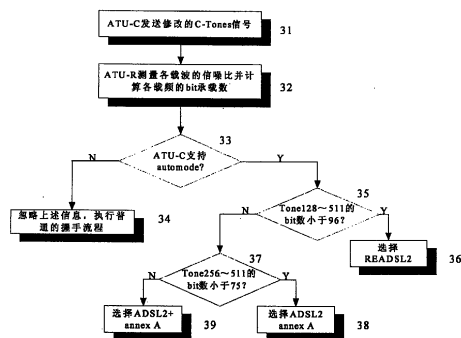 ATU-C发送修改的C-Tones信号
31
ATU-R测量各载波的信噪比并计
算各载频的bit承载数
32
33
ATU-C支持
automode?
N
Y
忽略上述信息，执行普
通的握手流程
34
35
Tone128～511的
bit数小于96?
N
Y
选择
READSL2
36
37
Tone256～511的
bit数小于75?
N
Y
选择ADSL2+
annex A
39
选择ADSL2
annex A
38